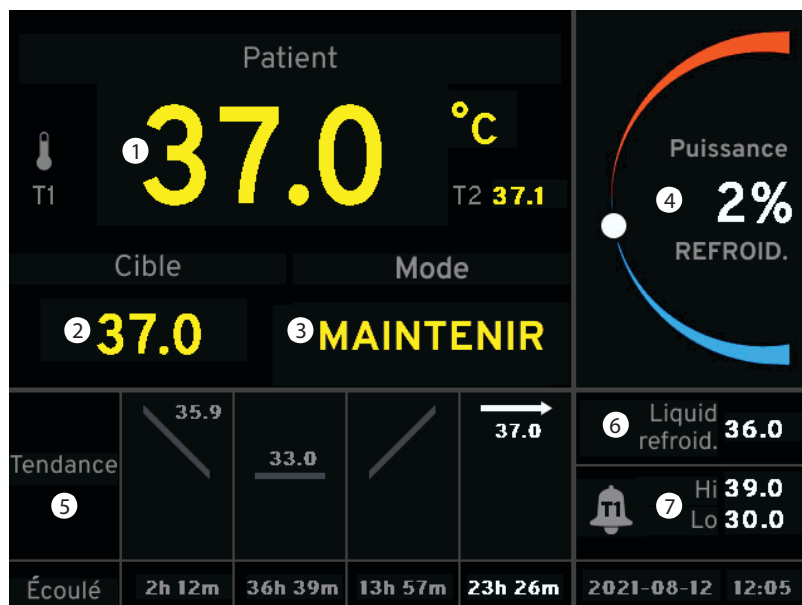 Patient
T1
1 37.0 °C
T2 37.1
Cible
2 37.0
Mode
3 MAINTENIR
Puissance
4 2%
REFROID.
Tendance
5
35.9
33.0
37.0
Écoulé 2h 12m 36h 39m 13h 57m 23h 26m
6 Liquid
refroid. 36.0
T1
7 Hi 39.0
Lo 30.0
2021-08-12 12:05